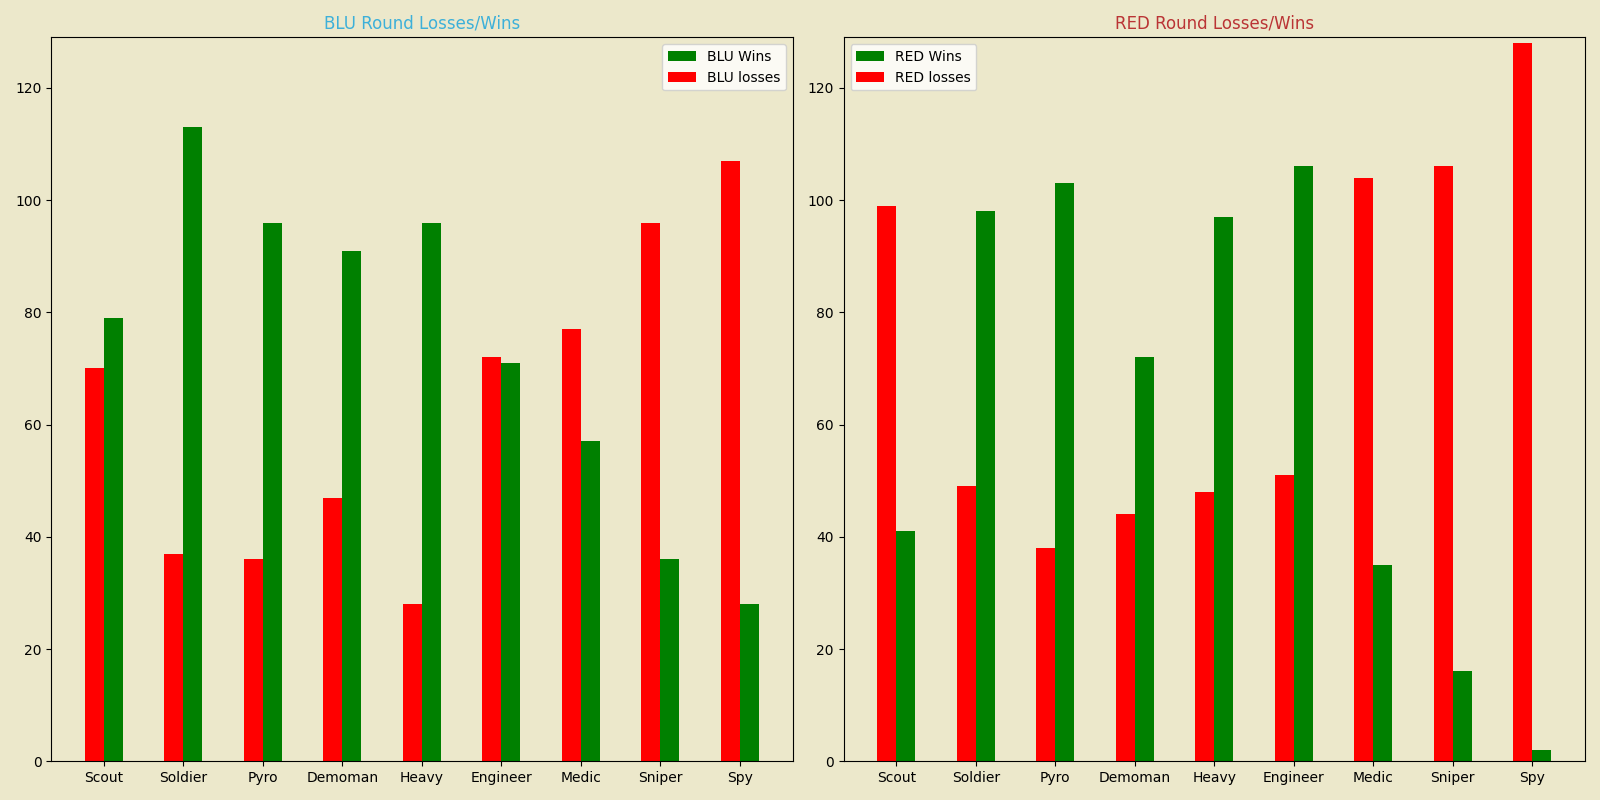 BLU Round Losses/Wins
BLU Wins
BLU losses
120
100
80
60
40
20
0
Scout Soldier Pyro Demoman Heavy Engineer Medic Sniper Spy
RED Round Losses/Wins
RED Wins
RED losses
120
100
80
60
40
20
0
Scout Soldier Pyro Demoman Heavy Engineer Medic Sniper Spy